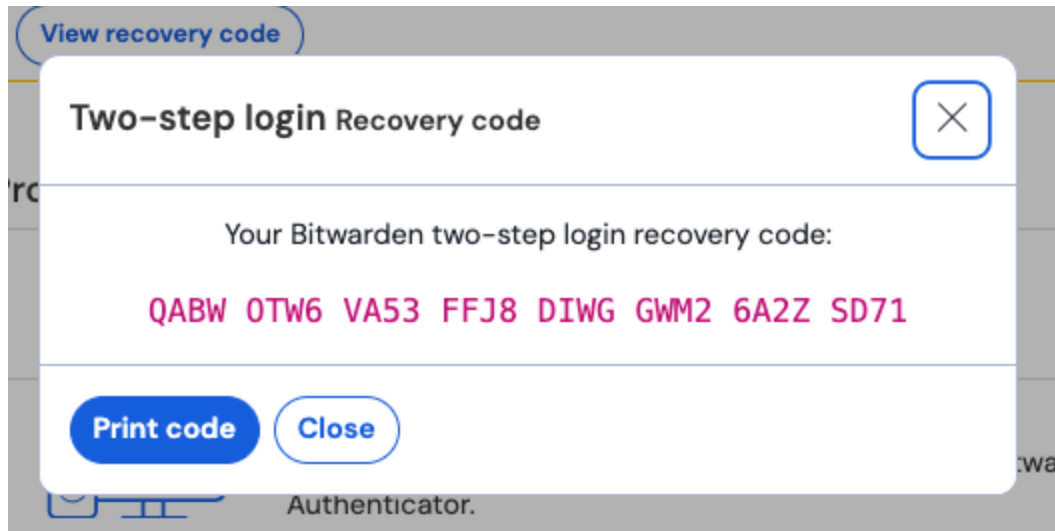 View recovery code
Two-step login Recovery code
Your Bitwarden two-step login recovery code:
QABW OTW6 VA53 FFJ8 DIWG GWM2 6A2Z SD71
Print code Close
Authenticator.